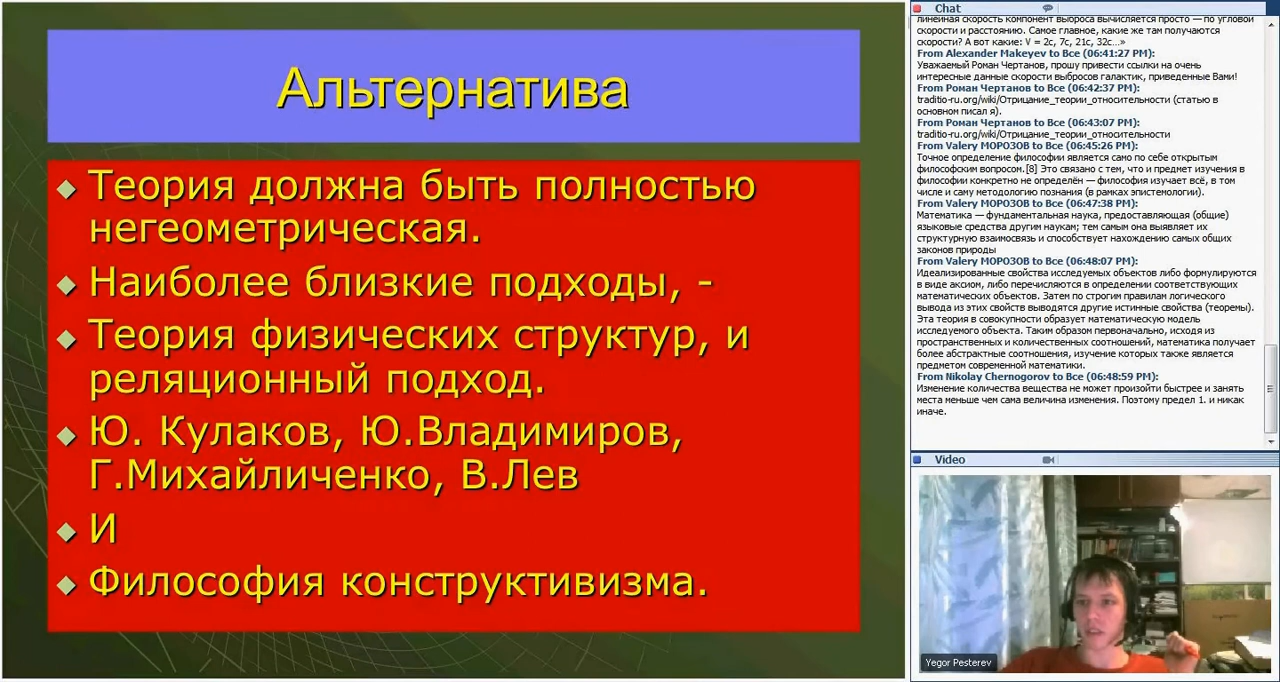 Альтернатива
Теория должна быть полностью
негеометрическая.
Наиболее близкие подходы, -
Теория физических структур, и
реляционный подход.
Ю. Кулаков, Ю.Владимиров,
Г.Михайличенко, В.Лев
И
Философия конструктивизма.
Chat
линейная скорость компонент выброса вычисляется просто — по угловой
скорости и расстоянию. Самое главное, какие же там получаются
скорости? А вот какие: V = 2c, 7c, 21c, 32c...»
From Alexander Makeyev to Все (06:41:27 PM):
Уважаемый Роман Чертанов, прошу привести ссылки на очень
интересные данные скорости выбросов галактик, приведенные Вами!
From Роман Чертанов to Все (06:42:37 PM):
traditio-ru.org/wiki/Отрицание_теории_относительности (статью в
основном писал я).
From Роман Чертанов to Все (06:43:07 PM):
traditio-ru.org/wiki/Отрицание_теории_относительности
From Valery МОРОЗОВ to Все (06:45:26 PM):
Точное определение философии является само по себе открытым
философским вопросом.[8] Это связано с тем, что и предмет изучения в
философии конкретно не определён — философия изучает всё, в том
числе и саму методологию познания (в рамках эпистемологии).
From Valery МОРОЗОВ to Все (06:47:38 PM):
Математика — фундаментальная наука, предоставляющая (общие)
языковые средства другим наукам; тем самым она выявляет их
структурную взаимосвязь и способствует нахождению самых общих
законов природы
From Valery МОРОЗОВ to Все (06:48:07 PM):
Идеализированные свойства исследуемых объектов либо формулируются
в виде аксиом, либо перечисляются в определении соответствующих
математических объектов. Затем по строгим правилам логического
вывода из этих свойств выводятся другие истинные свойства (теоремы).
Эта теория в совокупности образует математическую модель
исследуемого объекта. Таким образом первоначально, исходя из
пространственных и количественных соотношений, математика получает
более абстрактные соотношения, изучение которых также является
предметом современной математики.
From Nikolay Chernogorov to Все (06:48:59 PM):
Изменение количества вещества не может произойти быстрее и занять
места меньше чем сама величина изменения. Поэтому предел 1. и никак
иначе.
Video
Yegor Pesterev